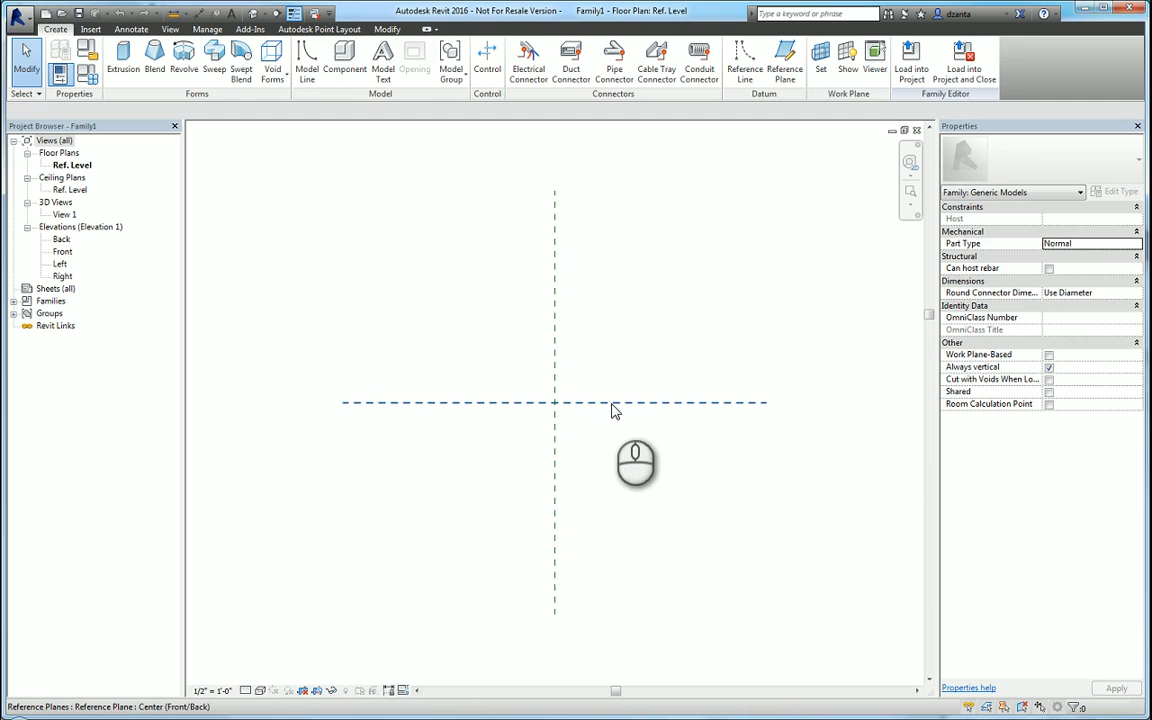 Autodesk Revit 2016 - Not For Resale Version - Family1 - Floor Plan: Ref. Level
Type a keyword or phrase
dzanta
Create Insert Annotate View Manage Add-Ins Autodesk Point Layout Modify
Modify
Extrusion Blend Revolve Sweep Swept Blend Void Forms
Model Line Component Model Text Opening Model Group
Control
Electrical Connector Duct Connector Pipe Connector Cable Tray Connector Conduit Connector
Reference Line Reference Plane
Set Show Viewer
Load into Project Load into Project and Close
Select Properties Forms Model Control Connectors Datum Work Plane Family Editor
Project Browser - Family1
Views (all)
Floor Plans
Ref. Level
Ceiling Plans
Ref. Level
3D Views
View 1
Elevations (Elevation 1)
Back
Front
Left
Right
Sheets (all)
Families
Groups
Revit Links
Properties
Family: Generic Models
Edit Type
Constraints
Host
Mechanical
Part Type Normal
Structural
Can host rebar
Dimensions
Round Connector Dime... Use Diameter
Identity Data
OmniClass Number
OmniClass Title
Other
Work Plane-Based
Always vertical
Cut with Voids When Lo...
Shared
Room Calculation Point
Properties help
Apply
1/2" = 1'-0"
Reference Planes : Reference Plane : Center (Front/Back)
:0